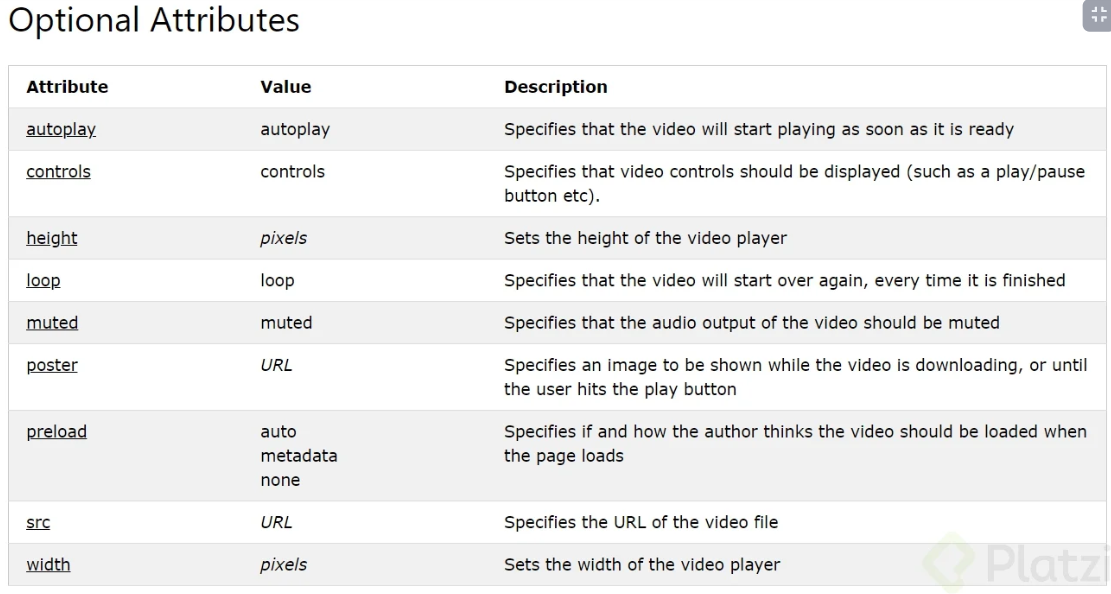 Optional Attributes
Attribute Value Description
autoplay autoplay Specifies that the video will start playing as soon as it is ready
controls controls Specifies that video controls should be displayed (such as a play/pause
button etc).
height pixels Sets the height of the video player
loop loop Specifies that the video will start over again, every time it is finished
muted muted Specifies that the audio output of the video should be muted
poster URL Specifies an image to be shown while the video is downloading, or until
the user hits the play button
preload auto Specifies if and how the author thinks the video should be loaded when
metadata the page loads
none
src URL Specifies the URL of the video file
width pixels Sets the width of the video player
Platzi